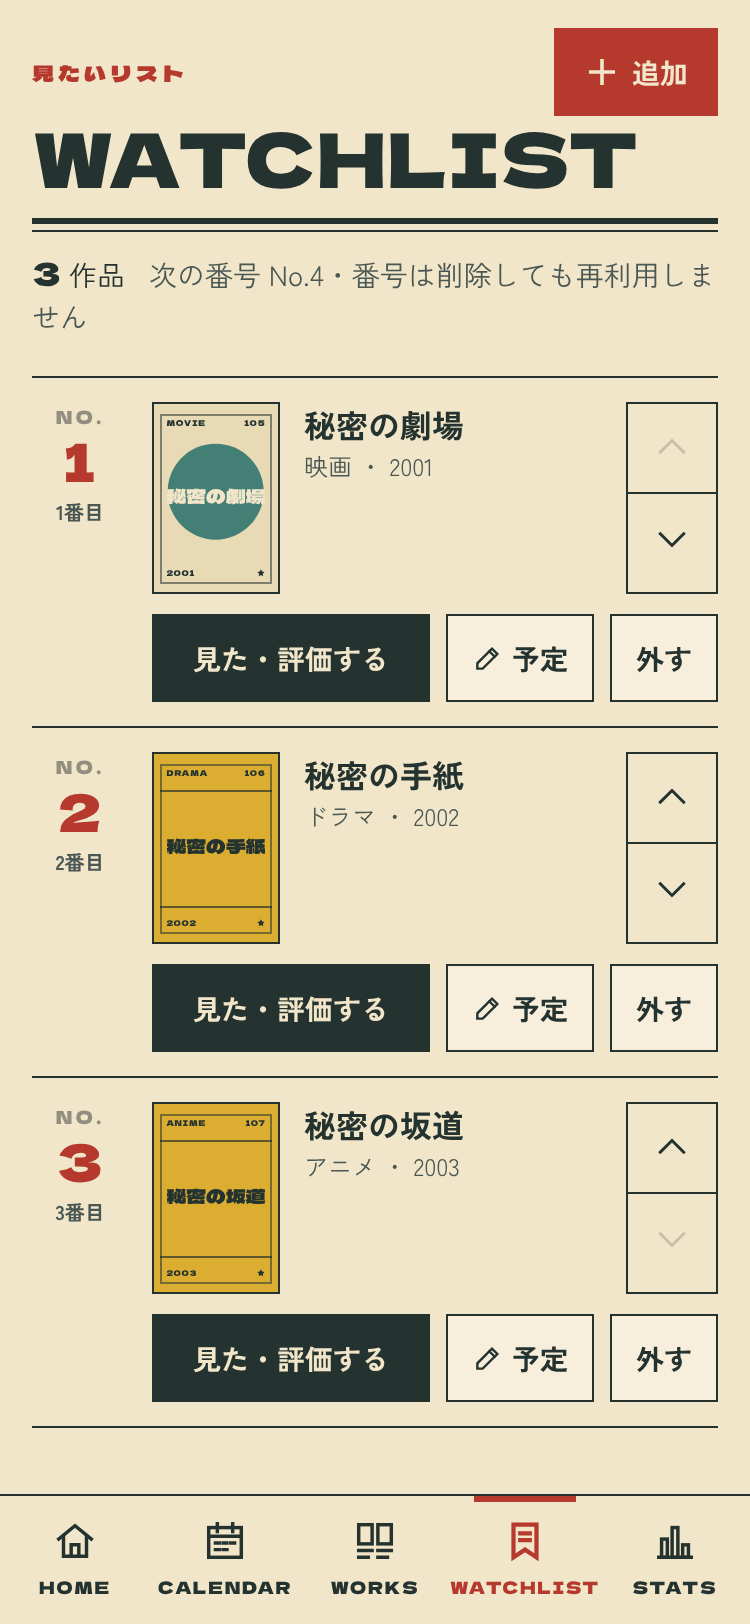 見たいリスト
＋ 追加
WATCHLIST
3 作品 次の番号 No.4・番号は削除しても再利用しま
せん
NO.
1
1番目
MOVIE 105
秘密の劇場
2001 ★
秘密の劇場
映画 ・ 2001
見た・評価する
予定
外す
NO.
2
2番目
DRAMA 106
秘密の手紙
2002 ★
秘密の手紙
ドラマ ・ 2002
見た・評価する
予定
外す
NO.
3
3番目
ANIME 107
秘密の坂道
2003 ★
秘密の坂道
アニメ ・ 2003
見た・評価する
予定
外す
HOME
CALENDAR
WORKS
WATCHLIST
STATS